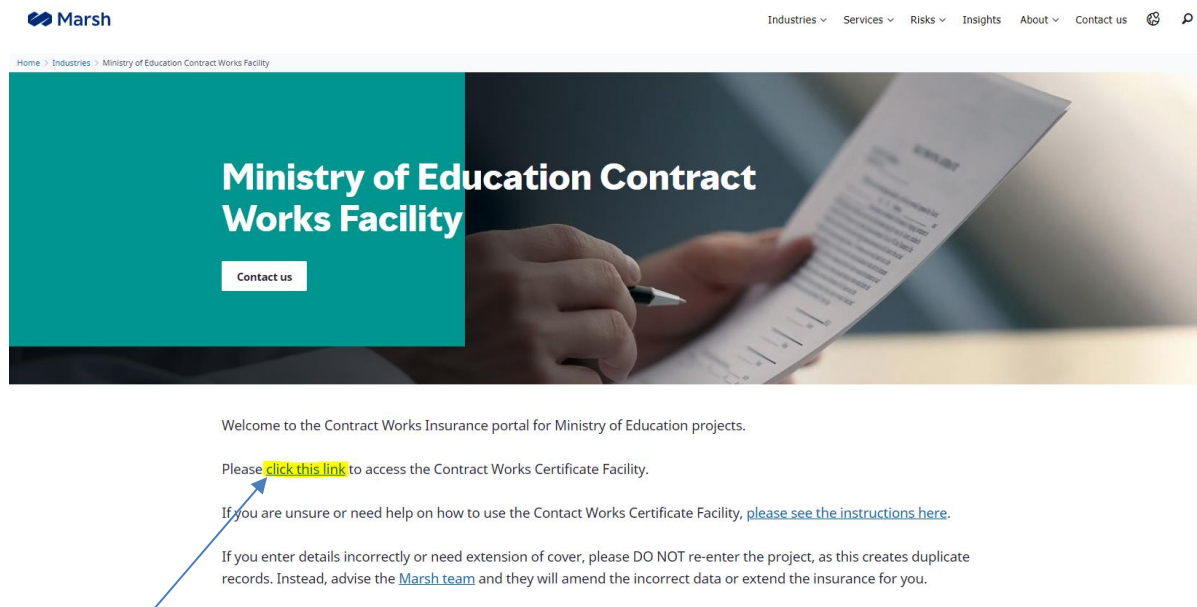 Marsh
Industries Services Risks Insights About Contact us
Home > Industries > Ministry of Education Contract Works Facility
Ministry of Education Contract
Works Facility
Contact us
Welcome to the Contract Works Insurance portal for Ministry of Education projects.
Please click this link to access the Contract Works Certificate Facility.
If you are unsure or need help on how to use the Contact Works Certificate Facility, please see the instructions here.
If you enter details incorrectly or need extension of cover, please DO NOT re-enter the project, as this creates duplicate
records. Instead, advise the Marsh team and they will amend the incorrect data or extend the insurance for you.